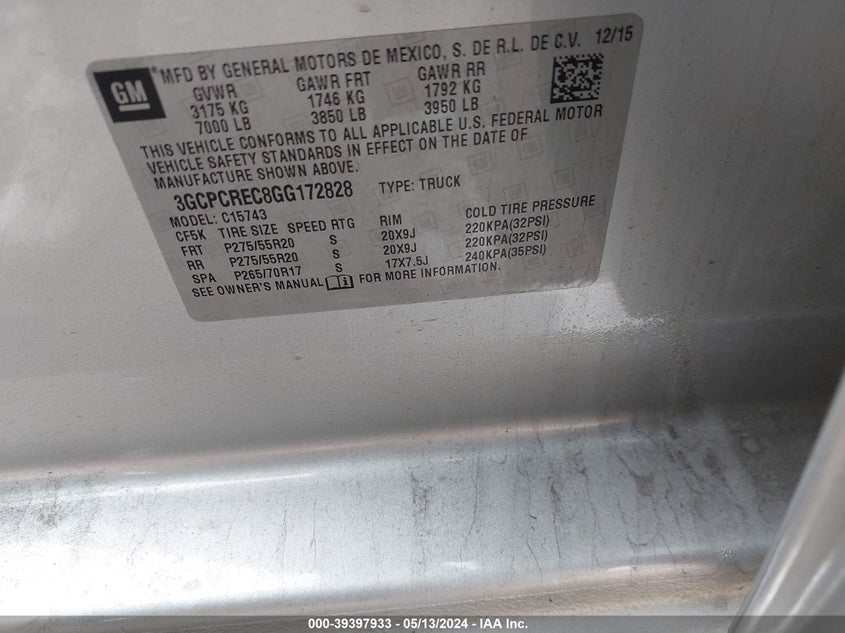 GM
*MFD BY GENERAL MOTORS DE MEXICO, S. DE R.L. DE C.V. 12/15
GVWR GAWR FRT GAWR RR
3175 KG 1746 KG 1792 KG
7000 LB 3850 LB 3950 LB
THIS VEHICLE CONFORMS TO ALL APPLICABLE U.S. FEDERAL MOTOR
VEHICLE SAFETY STANDARDS IN EFFECT ON THE DATE OF
MANUFACTURE SHOWN ABOVE.
3GCPCREC8GG172828 TYPE: TRUCK
MODEL: C15743
CF5K TIRE SIZE SPEED RTG RIM COLD TIRE PRESSURE
FRT P275/55R20 S 20X9J 220KPA(32PSI)
RR P275/55R20 S 20X9J 220KPA(32PSI)
SPA P265/70R17 S 17X7.5J 240KPA(35PSI)
SEE OWNER'S MANUAL FOR MORE INFORMATION.
000-39397933 - 05/13/2024 - IAA Inc.